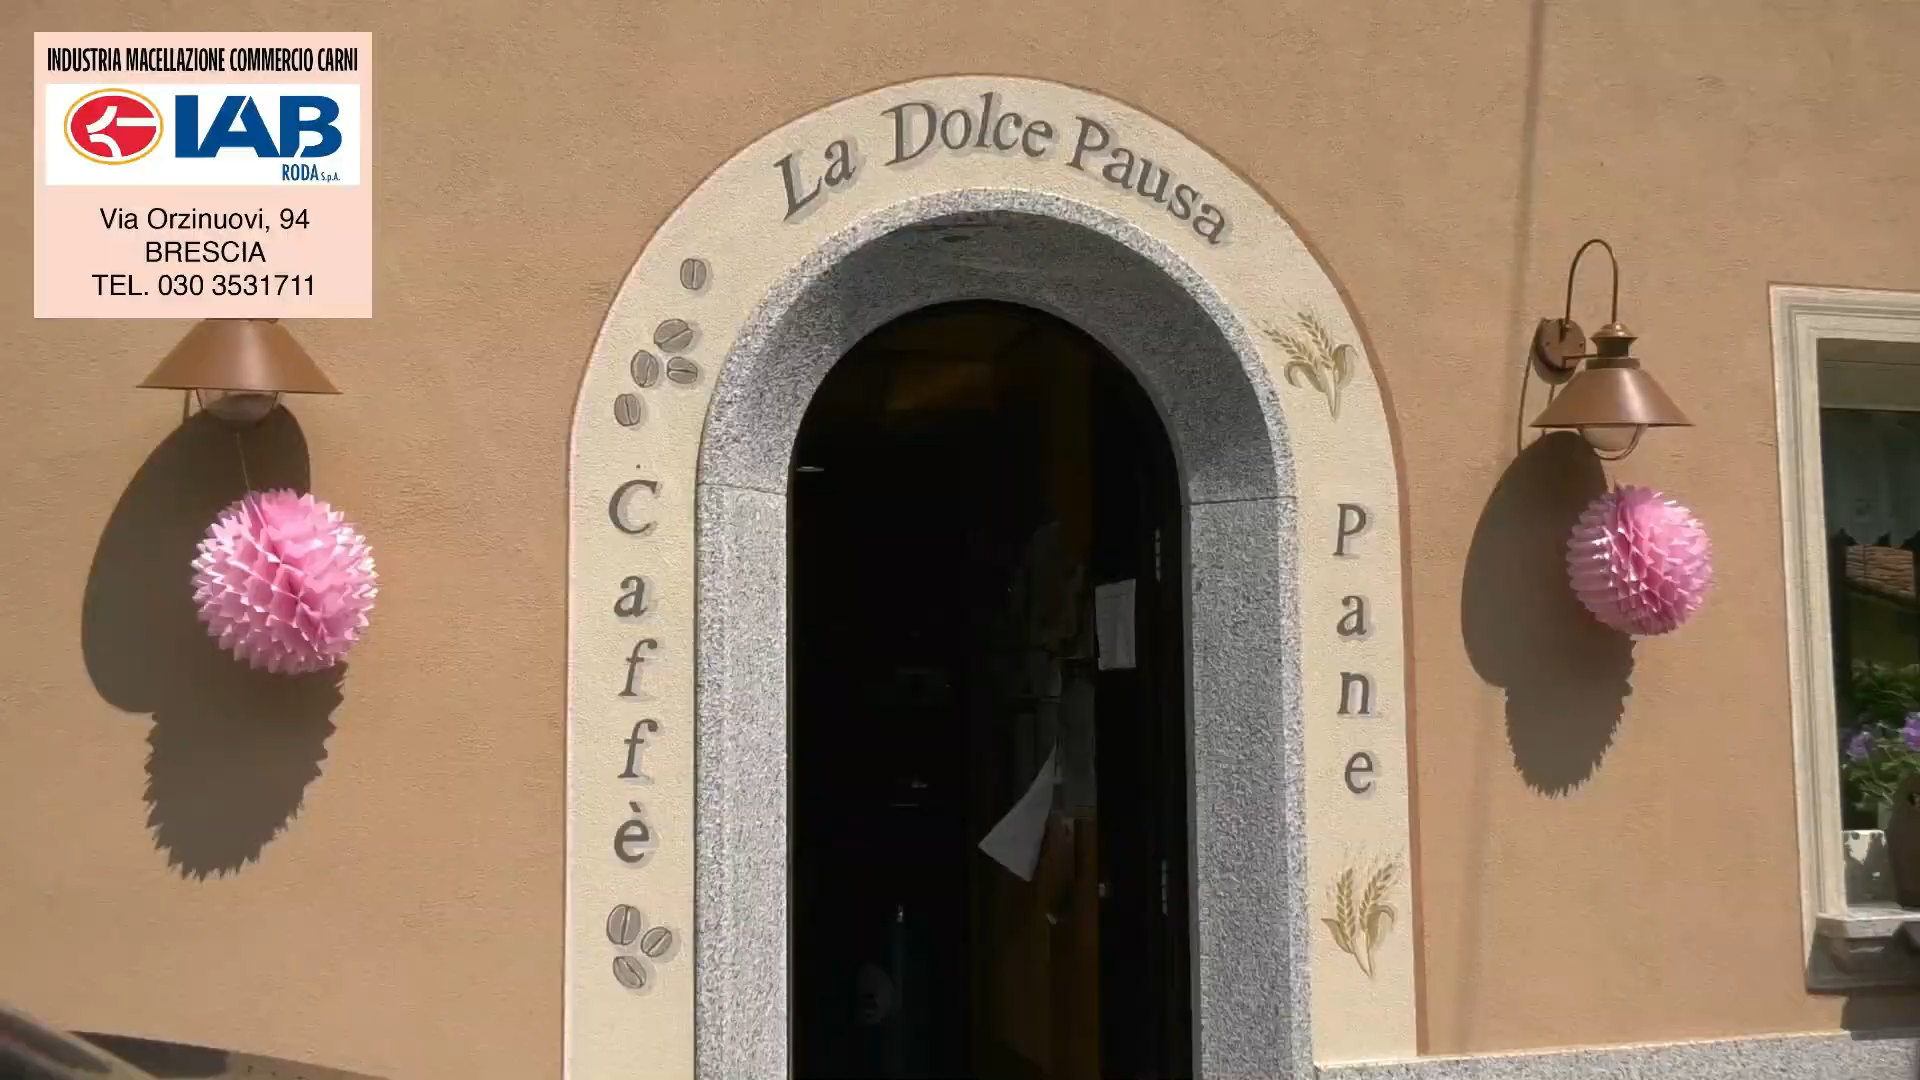 INDUSTRIA MACELLAZIONE COMMERCIO CARNI
IAB
RODA S.p.A.
Via Orzinuovi, 94
BRESCIA
TEL. 030 3531711
La Dolce Pausa
Caffè
Pane